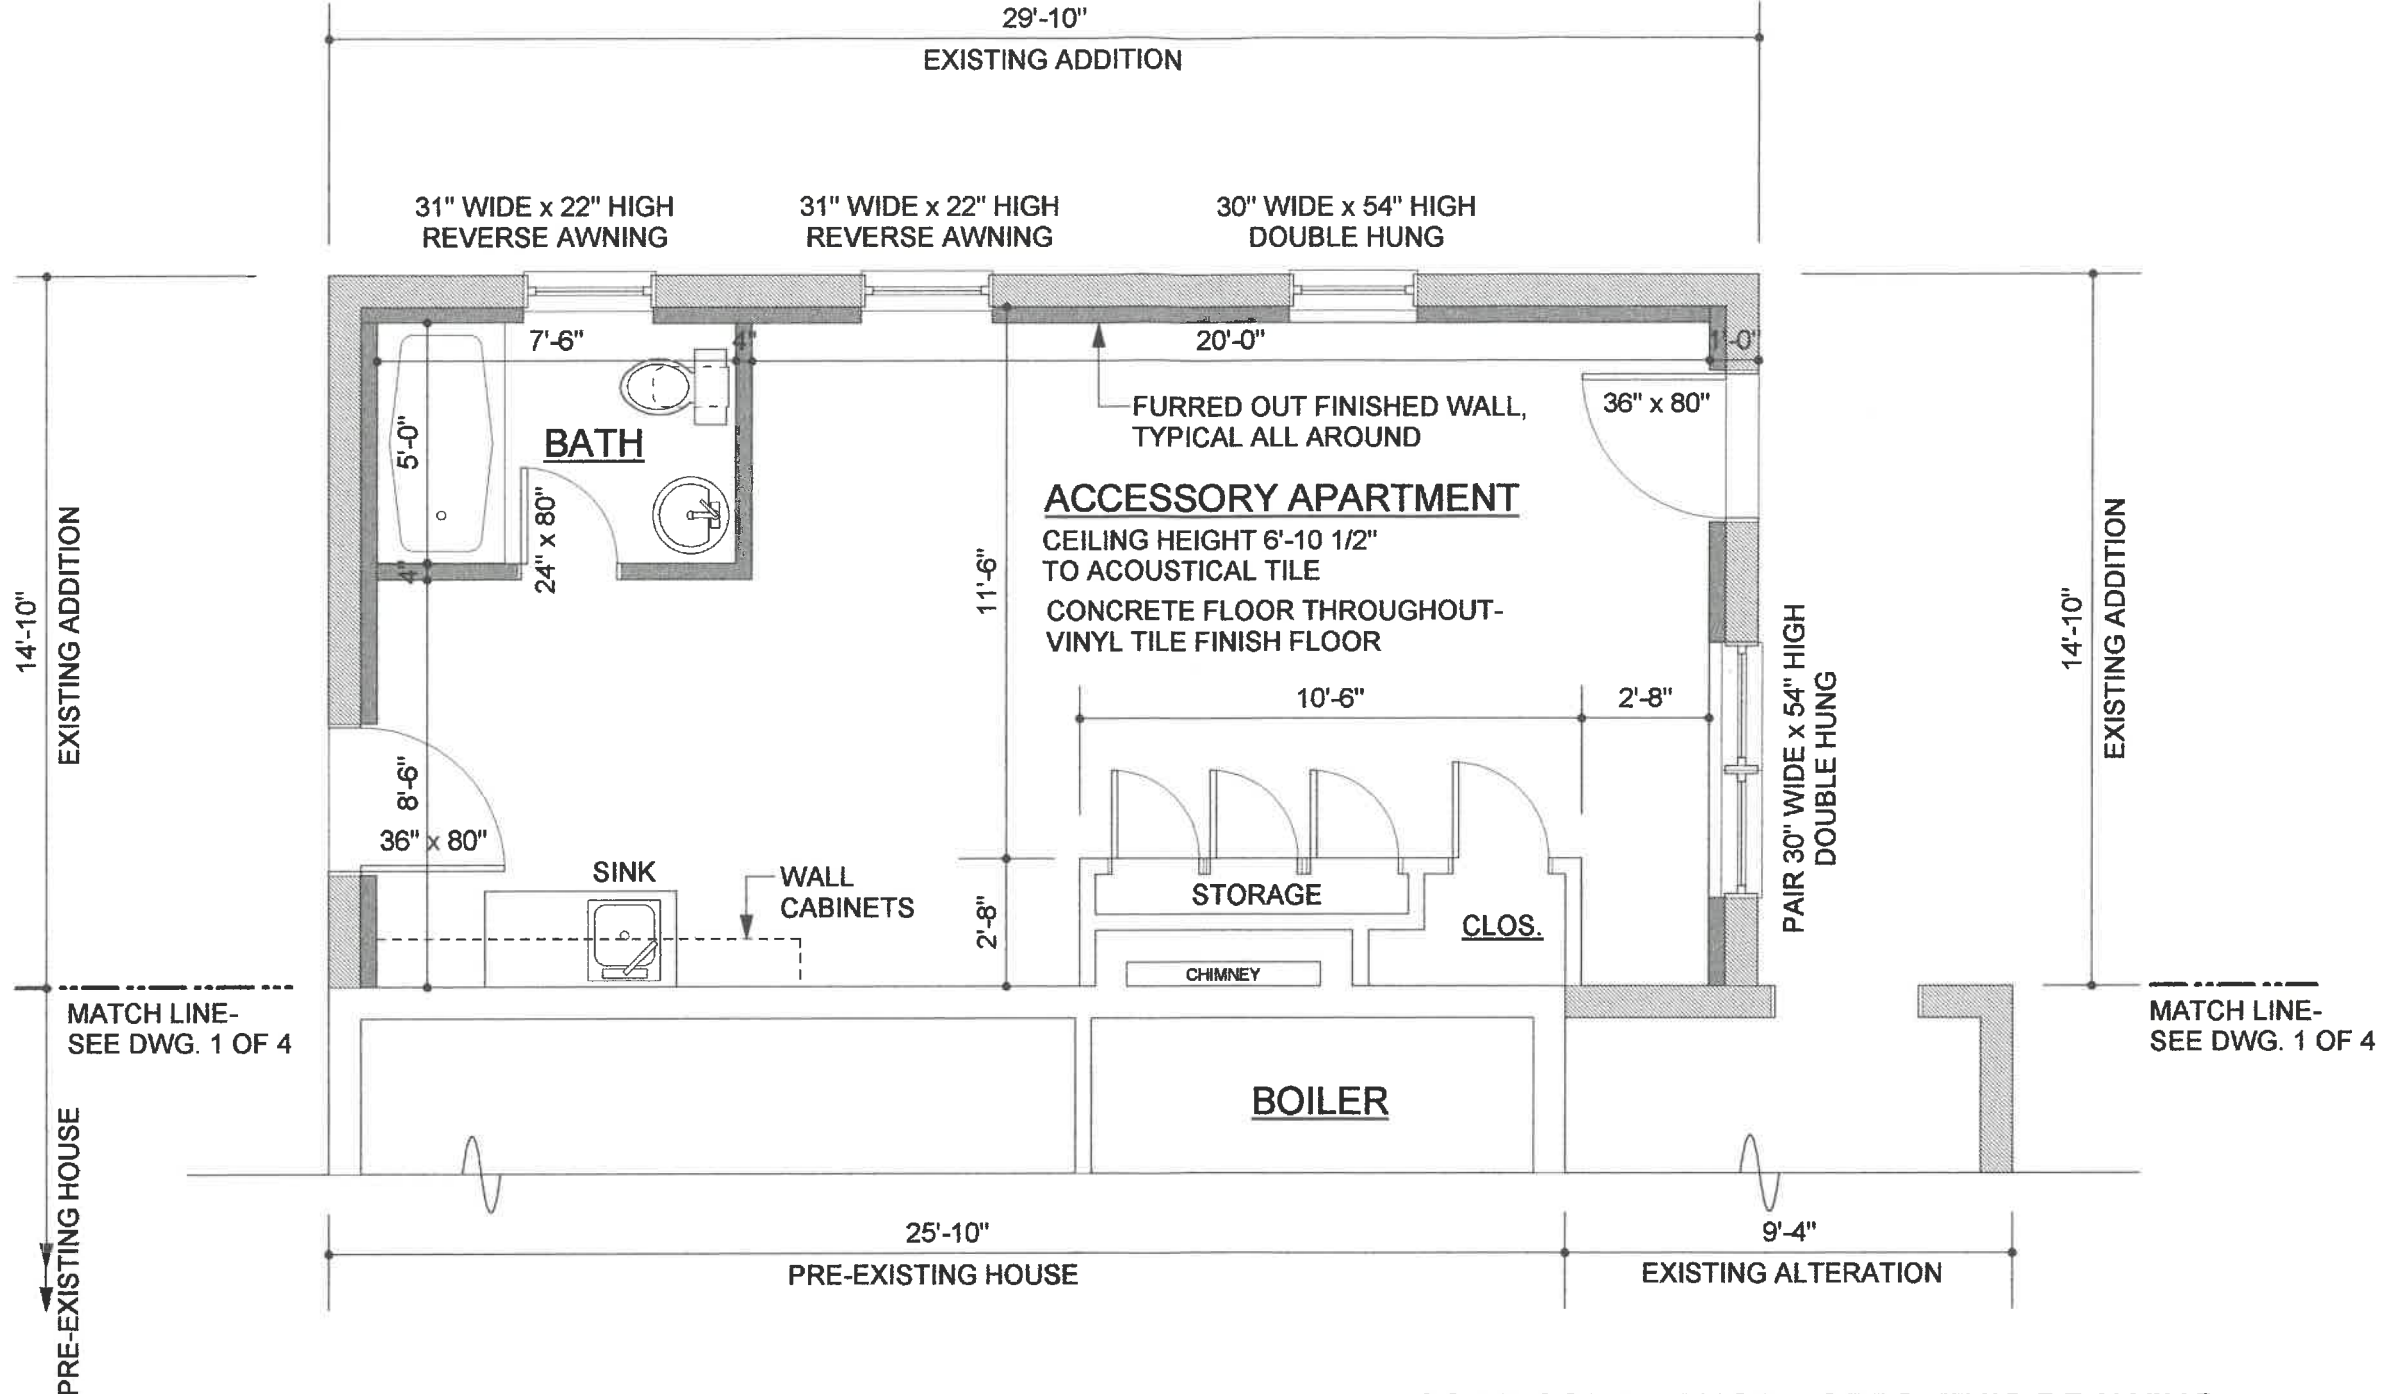 29'-10"
EXISTING ADDITION
31" WIDE x 22" HIGH
REVERSE AWNING
31" WIDE x 22" HIGH
REVERSE AWNING
30" WIDE x 54" HIGH
DOUBLE HUNG
7'-6"
4"
20'-0"
1'-0"
36" x 80"
FURRED OUT FINISHED WALL,
TYPICAL ALL AROUND
5'-0"
BATH
24" x 80"
4"
ACCESSORY APARTMENT
CEILING HEIGHT 6'-10 1/2"
TO ACOUSTICAL TILE
CONCRETE FLOOR THROUGHOUT-
VINYL TILE FINISH FLOOR
11'-6"
14'-10"
EXISTING ADDITION
14'-10"
EXISTING ADDITION
10'-6"
2'-8"
PAIR 30" WIDE x 54" HIGH
DOUBLE HUNG
8'-6"
36" x 80"
SINK
WALL
CABINETS
2'-8"
STORAGE
CLOS.
CHIMNEY
MATCH LINE-
SEE DWG. 1 OF 4
MATCH LINE-
SEE DWG. 1 OF 4
BOILER
PRE-EXISTING HOUSE
25'-10"
PRE-EXISTING HOUSE
9'-4"
EXISTING ALTERATION